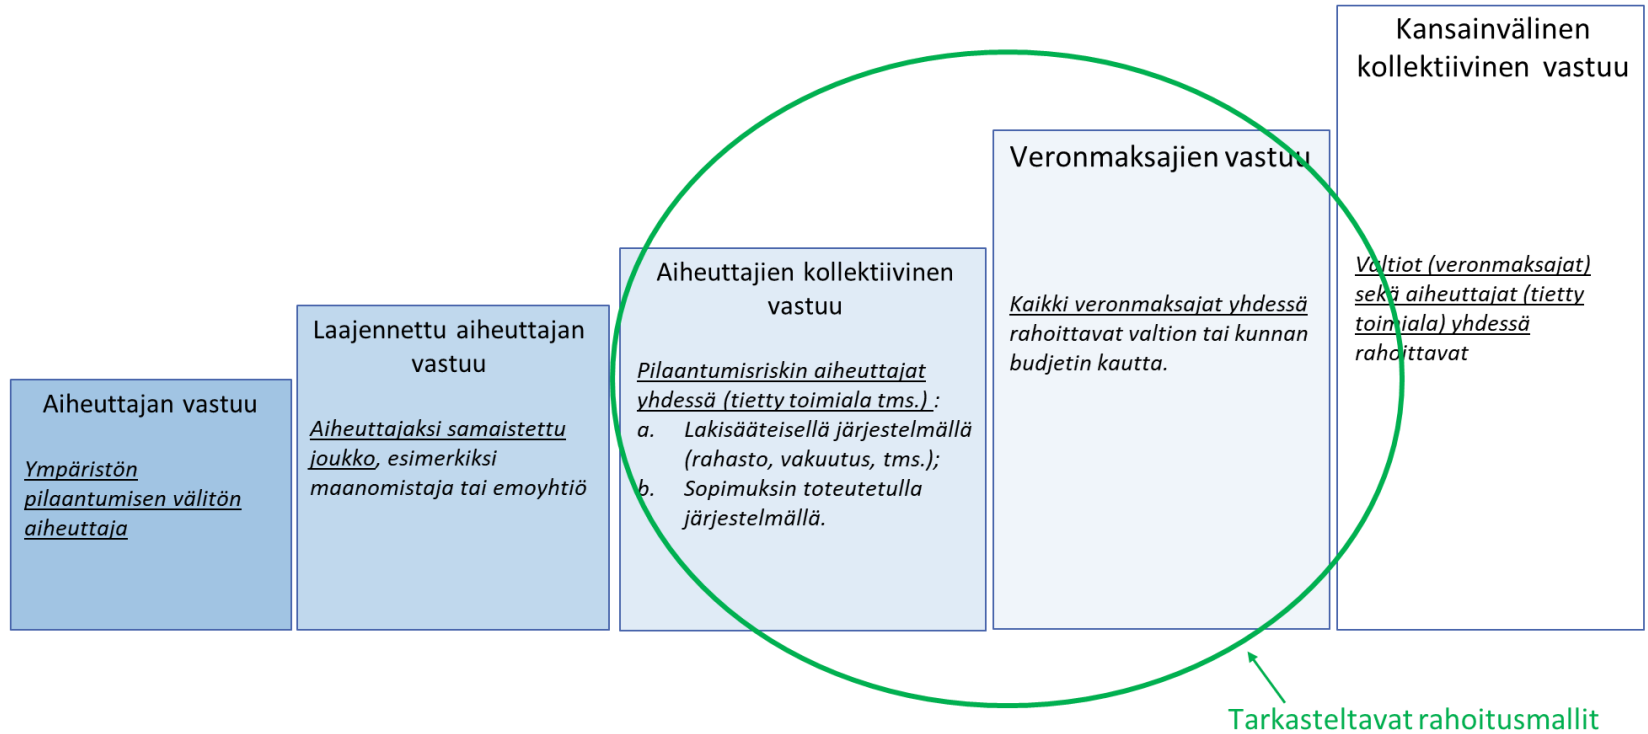 Aiheuttajan vastuu
Ympäristön
pilaantumisen välitön
aiheuttaja
Laajennettu aiheuttajan
vastuu
Aiheuttajaksi samaistettu
joukko, esimerkiksi
maanomistaja tai emoyhtiö
Aiheuttajien kollektiivinen
vastuu
Pilaantumisriskin aiheuttajat
yhdessä (tietty toimiala tms.) :
a. Lakisääteisellä järjestelmällä
(rahasto, vakuutus, tms.);
b. Sopimuksin toteutetulla
järjestelmällä.
Veronmaksajien vastuu
Kaikki veronmaksajat yhdessä
rahoittavat valtion tai kunnan
budjetin kautta.
Kansainvälinen
kollektiivinen vastuu
Valtiot (veronmaksajat)
sekä aiheuttajat (tietty
toimiala) yhdessä
rahoittavat
Tarkasteltavat rahoitusmallit